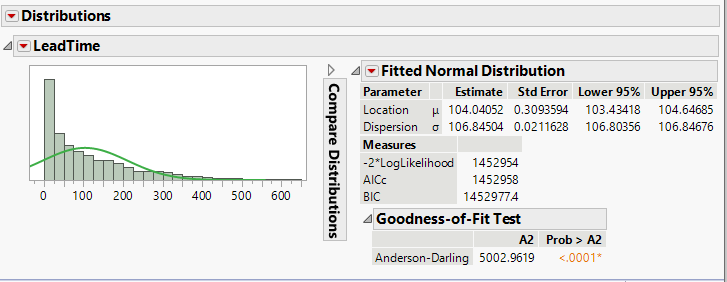 Distributions
LeadTime
0 100 200 300 400 500 600
Compare Distributions
Fitted Normal Distribution
Parameter Estimate Std Error Lower 95% Upper 95%
Location μ 104.04052 0.3093594 103.43418 104.64685
Dispersion σ 106.84504 0.0211628 106.80356 106.84676
Measures
-2*LogLikelihood 1452954
AICc 1452958
BIC 1452977.4
Goodness-of-Fit Test
A2 Prob > A2
Anderson-Darling 5002.9619 <.0001*